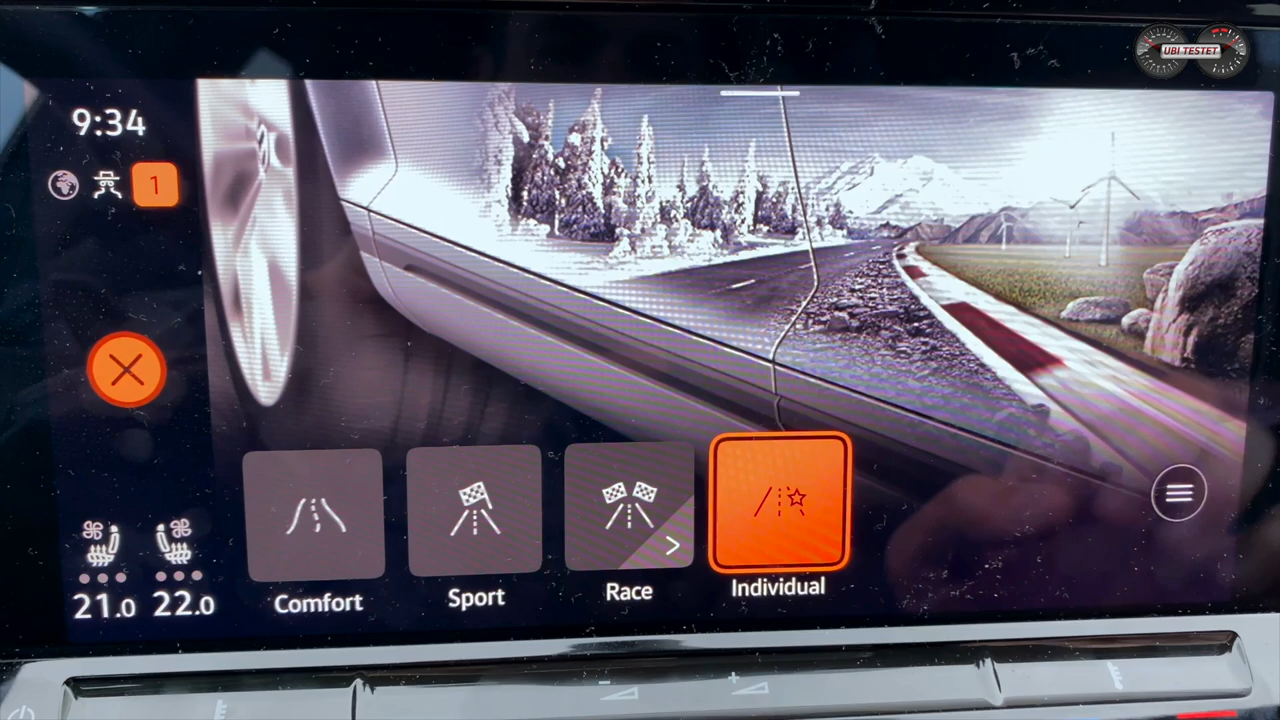 UBI TESTET
9:34
1
21.0 22.0
Comfort
Sport
Race
Individual